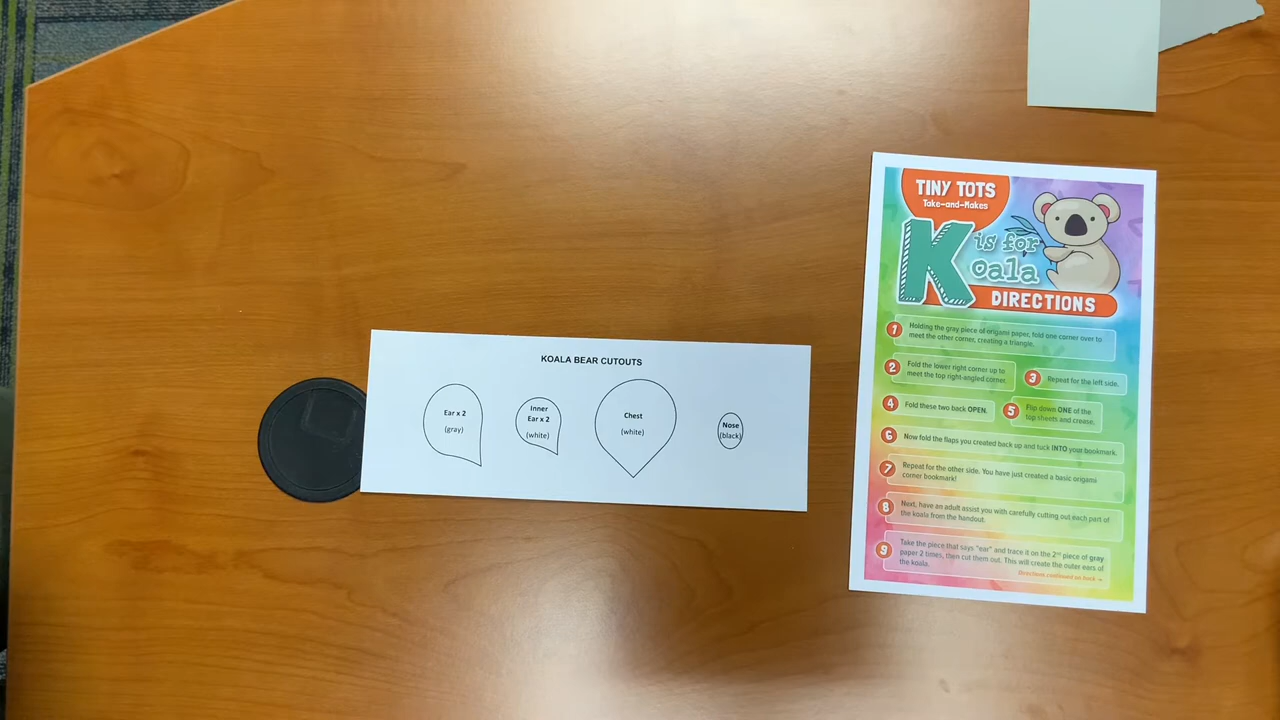 KOALA BEAR CUTOUTS
Ear x 2
(gray)
Inner
Ear x 2
(white)
Chest
(white)
Nose
(black)
TINY TOTS
Take-and-Makes
K is for
oala
DIRECTIONS
1 Holding the gray piece of origami paper, fold one corner over to
meet the other corner, creating a triangle.
2 Fold the lower right corner up to
meet the top right-angled corner.
3 Repeat for the left side.
4 Fold these two back OPEN.
5 Flip down ONE of the
top sheets and crease.
6 Now fold the flaps you created back up and tuck INTO your bookmark.
7 Repeat for the other side. You have just created a basic origami
corner bookmark!
8 Next, have an adult assist you with carefully cutting out each part of
the koala from the handout.
9 Take the piece that says "ear" and trace it on the 2nd piece of gray
paper 2 times, then cut them out. This will create the outer ears of
the koala.
Directions continued on back